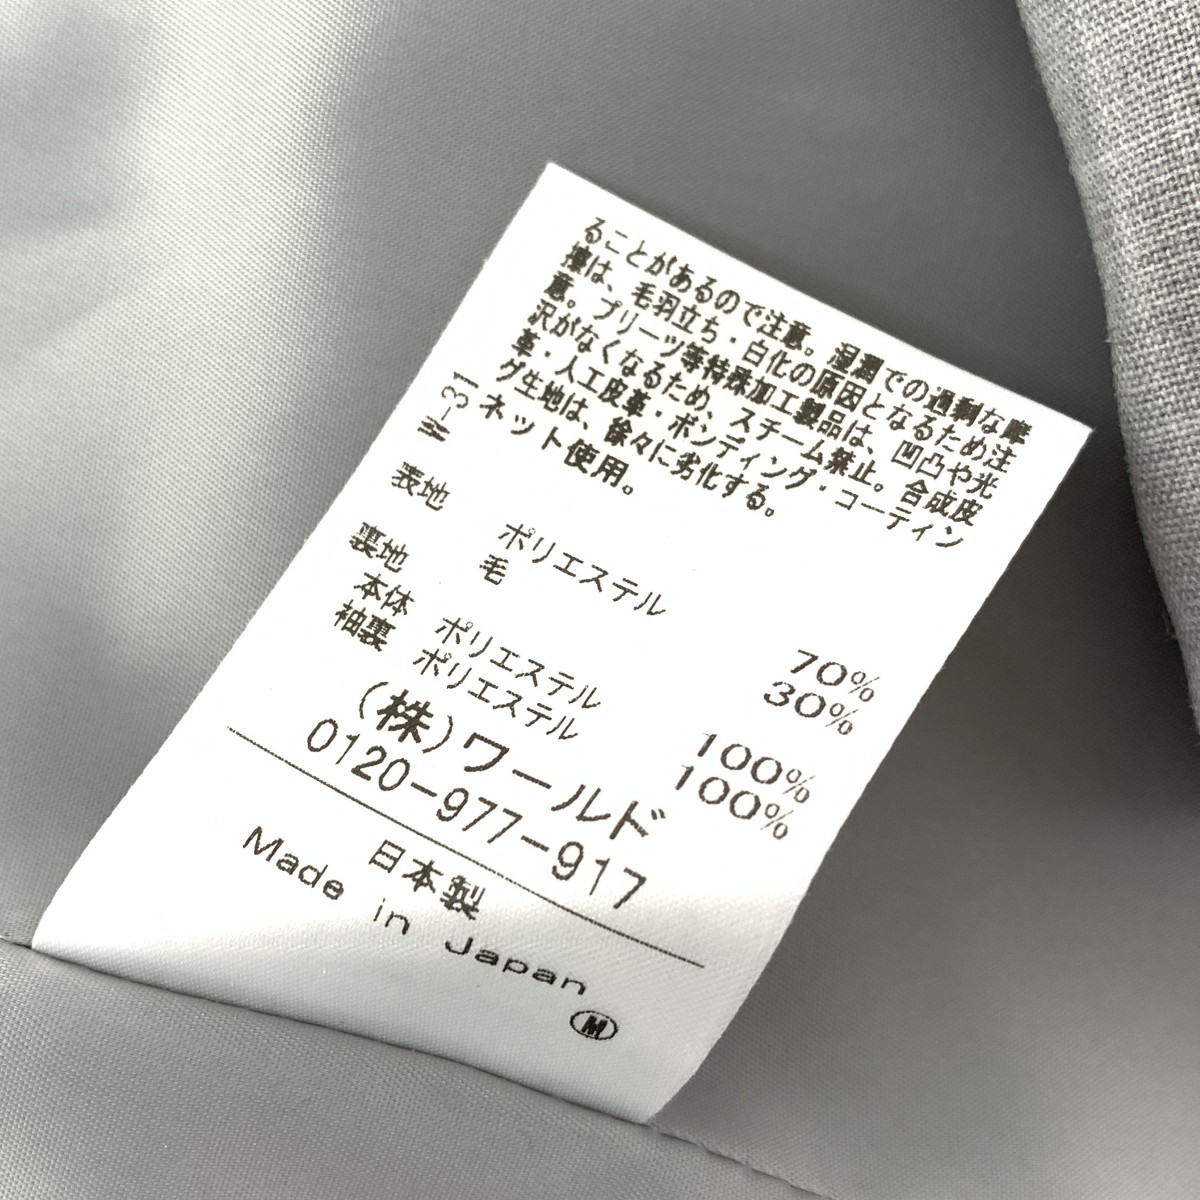 ることがあるので注意。湿潤での過剰な摩
擦は、毛羽立ち・白化の原因となるため注
意。プリーツ等特殊加工製品は、凹凸や光
沢がなくなるため、スチーム禁止。合成皮
革・人工皮革・ボンディング・コーティン
グ生地は、徐々に劣化する。
ネット使用。
W-31
表地
ポリエステル 70%
毛 30%
裏地
本体 ポリエステル 100%
袖裏 ポリエステル 100%
(株)ワールド
0120-977-917
日本製
Made in Japan
M